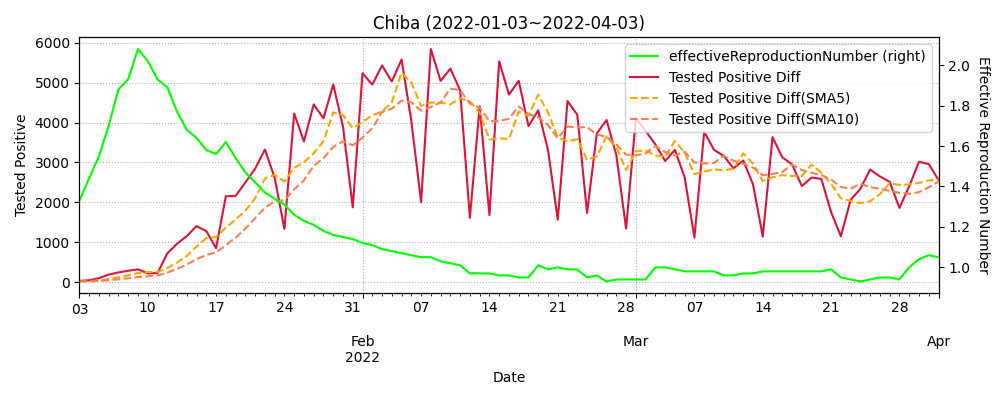 Chiba (2022-01-03~2022-04-03)
effectiveReproductionNumber (right)
Tested Positive Diff
Tested Positive Diff(SMA5)
Tested Positive Diff(SMA10)
Tested Positive
6000
5000
4000
3000
2000
1000
0
2.0
1.8
1.6
1.4
1.2
1.0
Effective Reproduction Number
03 10 17 24 31 07 14 21 28 07 14 21 28
Feb Mar Apr
2022
Date